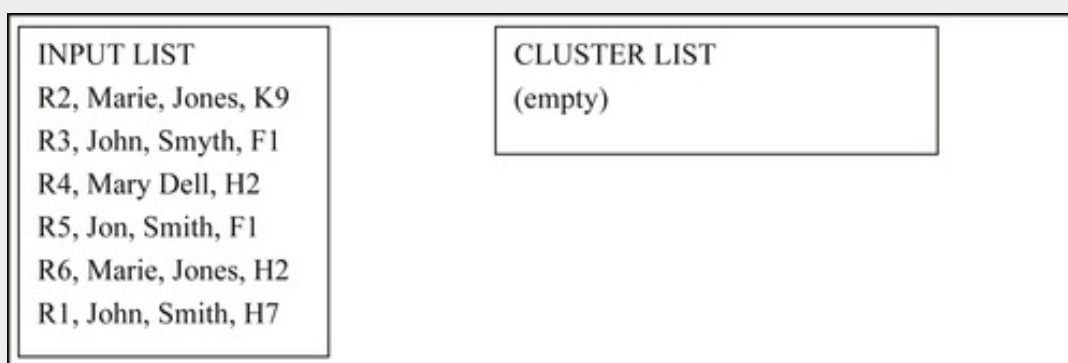 INPUT LIST
R2, Marie, Jones, K9
R3, John, Smyth, F1
R4, Mary Dell, H2
R5, Jon, Smith, F1
R6, Marie, Jones, H2
R1, John, Smith, H7
CLUSTER LIST
(empty)